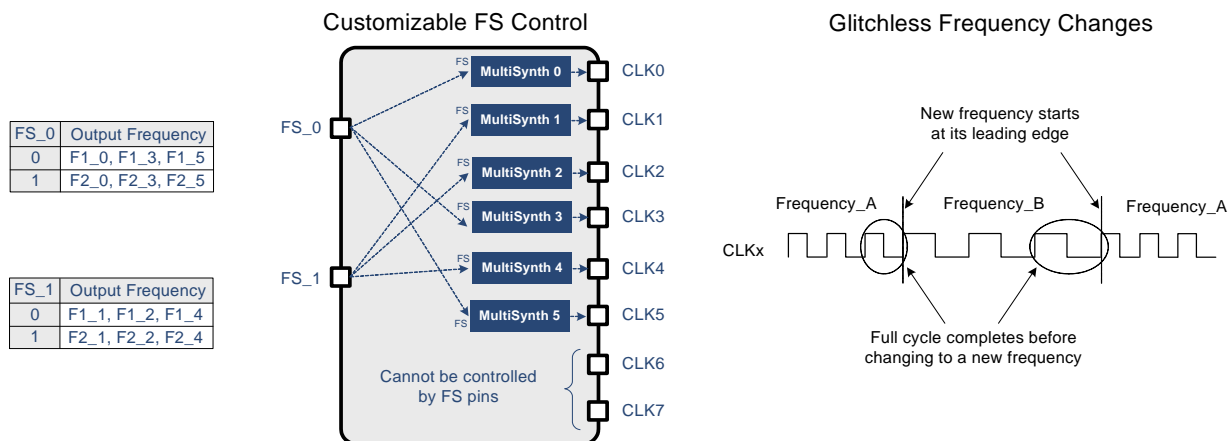 Customizable FS Control
Glitchless Frequency Changes
FS_0 Output Frequency
0 F1_0, F1_3, F1_5
1 F2_0, F2_3, F2_5
FS_1 Output Frequency
0 F1_1, F1_2, F1_4
1 F2_1, F2_2, F2_4
FS_0
FS_1
FS MultiSynth 0 CLK0
FS MultiSynth 1 CLK1
FS MultiSynth 2 CLK2
FS MultiSynth 3 CLK3
FS MultiSynth 4 CLK4
FS MultiSynth 5 CLK5
Cannot be controlled
by FS pins
CLK6
CLK7
New frequency starts
at its leading edge
Frequency_A Frequency_B Frequency_A
CLKx
Full cycle completes before
changing to a new frequency